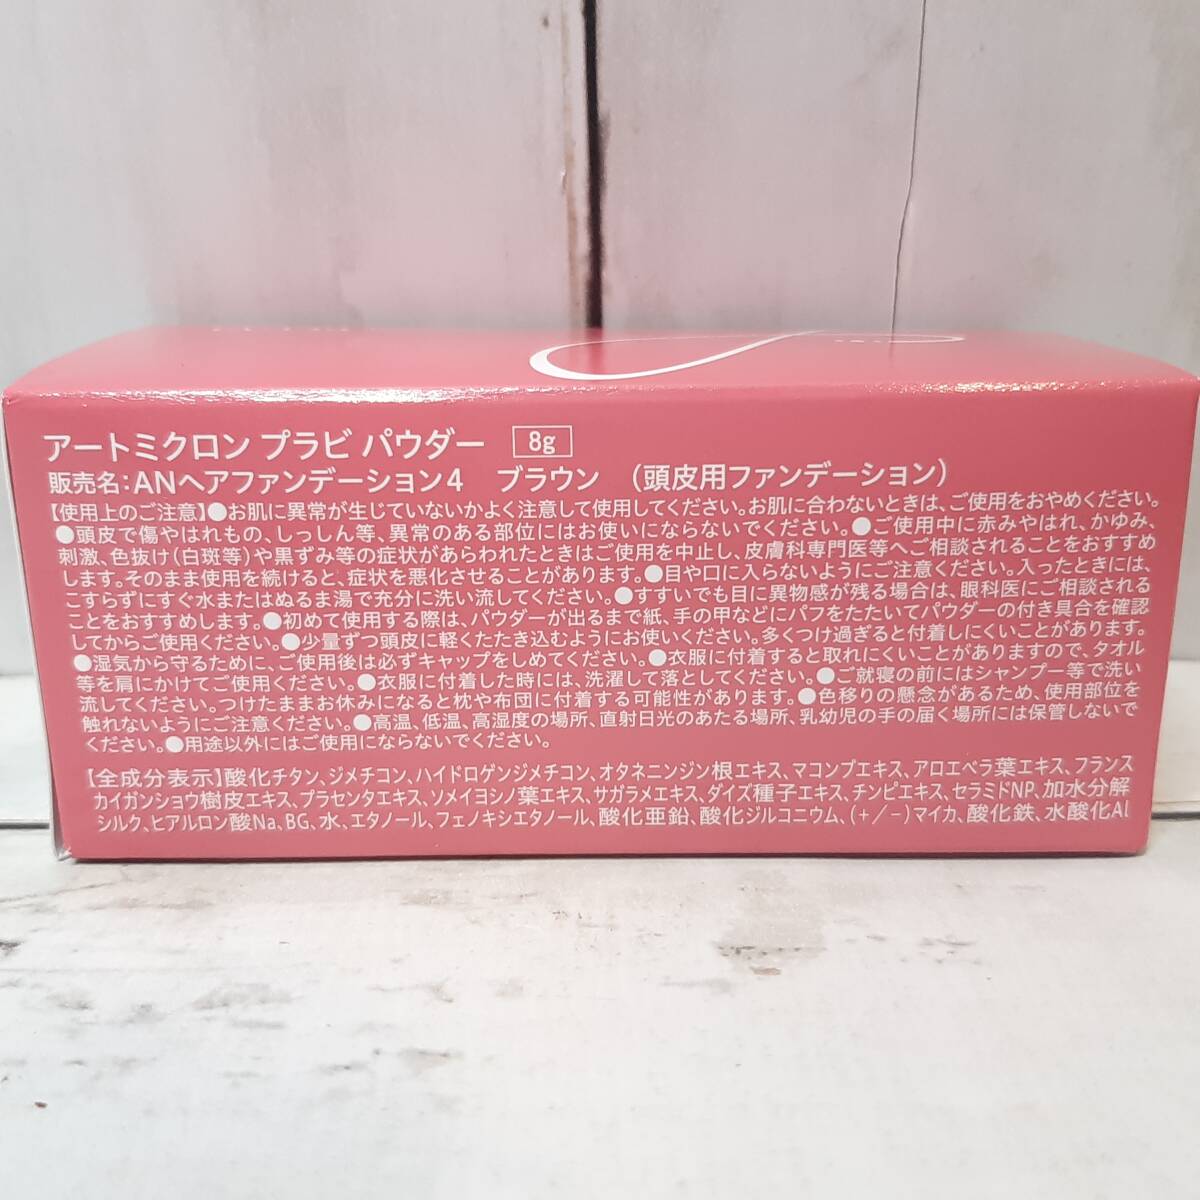 アートミクロン プラビ パウダー 8g
販売名:ANヘアファンデーション4 ブラウン (頭皮用ファンデーション)
【使用上のご注意】●お肌に異常が生じていないかよく注意して使用してください。お肌に合わないときは、ご使用をおやめください。
●頭皮で傷やはれもの、しっしん等、異常のある部位にはお使いにならないでください。●ご使用中に赤みやはれ、かゆみ、
刺激、色抜け(白斑等)や黒ずみ等の症状があらわれたときはご使用を中止し、皮膚科専門医等へご相談されることをおすすめ
します。そのまま使用を続けると、症状を悪化させることがあります。●目や口に入らないようにご注意ください。入ったときには、
こすらずにすぐ水またはぬるま湯で充分に洗い流してください。●すすいでも目に異物感が残る場合は、眼科医にご相談される
ことをおすすめします。●初めて使用する際は、パウダーが出るまで紙、手の甲などにパフをたたいてパウダーの付き具合を確認
してからご使用ください。●少量ずつ頭皮に軽くたたき込むようにお使いください。多くつけ過ぎると付着しにくいことがあります。
●湿気から守るために、ご使用後は必ずキャップをしめてください。●衣服に付着すると取れにくいことがありますので、タオル
等を肩にかけてご使用ください。●衣服に付着した時には、洗濯して落としてください。●ご就寝の前にはシャンプー等で洗い
流してください。つけたままお休みになると枕や布団に付着する可能性があります。●色移りの懸念があるため、使用部位を
触れないようにご注意ください。●高温、低温、高湿度の場所、直射日光のあたる場所、乳幼児の手の届く場所には保管しないで
ください。●用途以外にはご使用にならないでください。
【全成分表示】酸化チタン、ジメチコン、ハイドロゲンジメチコン、オタネニンジン根エキス、マコンブエキス、アロエベラ葉エキス、フランス
カイガンショウ樹皮エキス、プラセンタエキス、ソメイヨシノ葉エキス、サガラメエキス、ダイズ種子エキス、チンピエキス、セラミドNP、加水分解
シルク、ヒアルロン酸Na、BG、水、エタノール、フェノキシエタノール、酸化亜鉛、酸化ジルコニウム、(+/-)マイカ、酸化鉄、水酸化Al